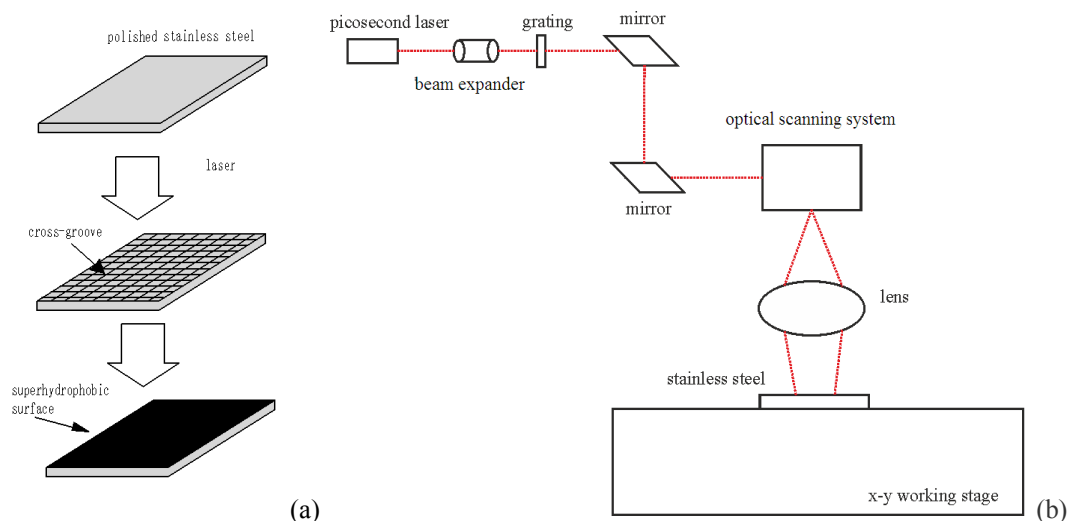 polished stainless steel
laser
cross-groove
superhydrophobic
surface
(a)
picosecond laser
beam expander
grating
mirror
mirror
optical scanning system
lens
stainless steel
x-y working stage
(b)